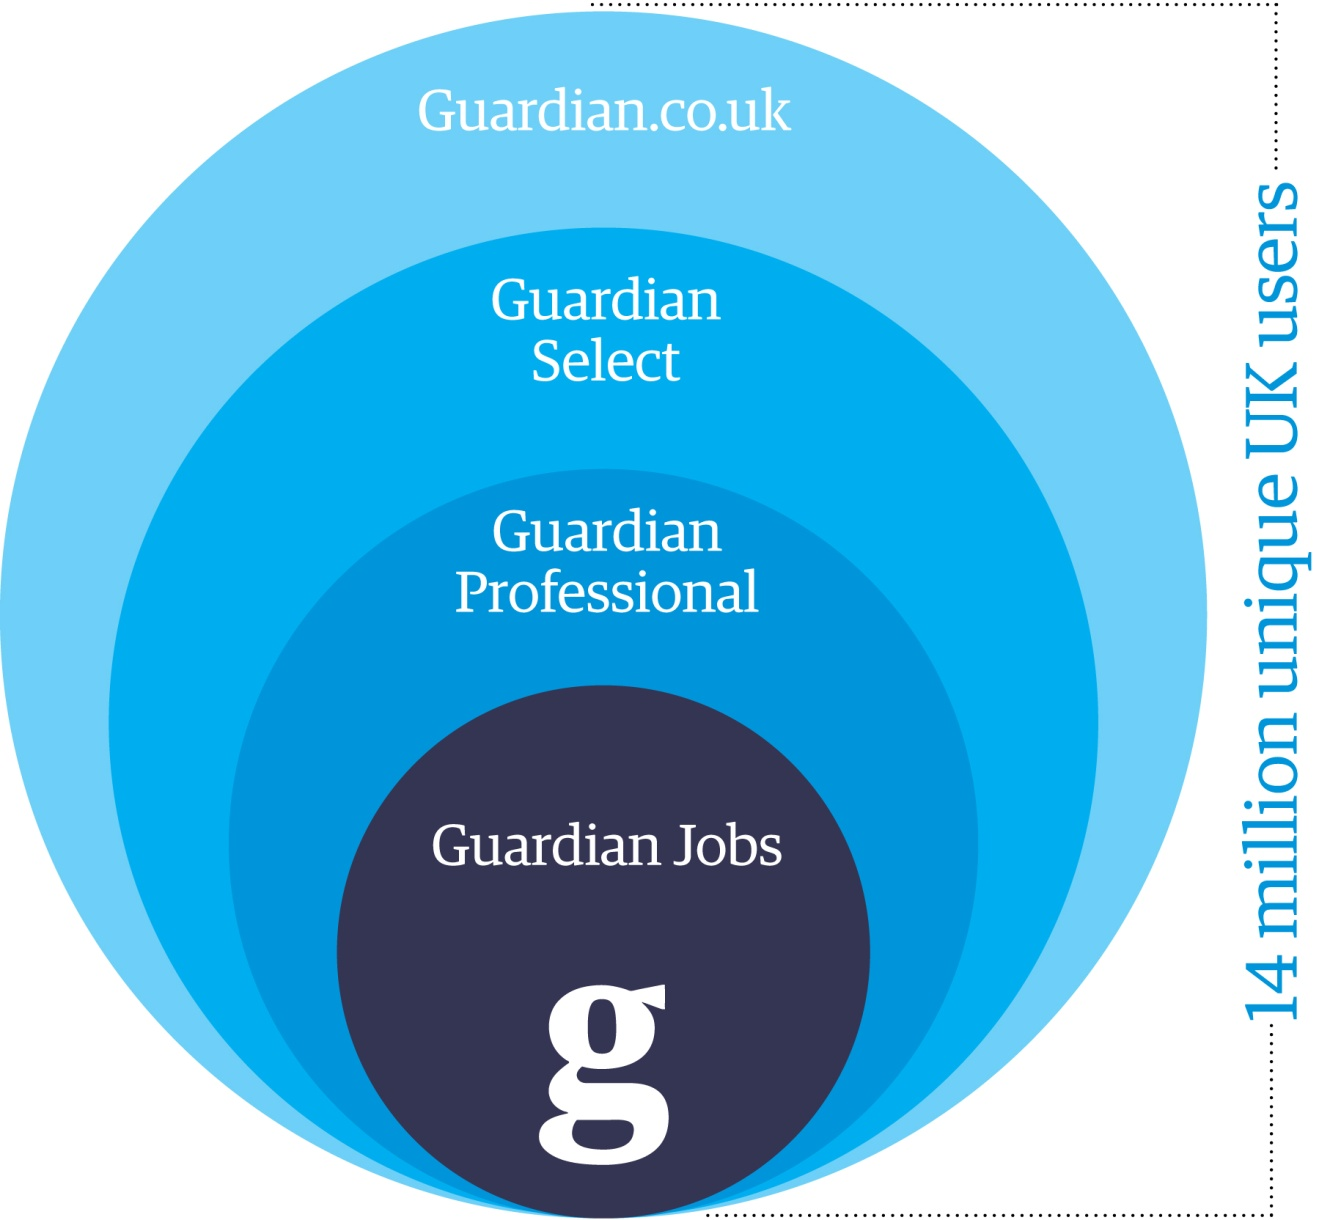 Guardian.co.uk
Guardian
Select
Guardian
Professional
Guardian Jobs
g
14 million unique UK users